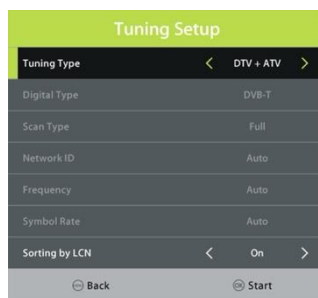 Tuning Setup
Tuning Type < DTV + ATV >
Digital Type DVB-T
Scan Type Full
Network ID Auto
Frequency Auto
Symbol Rate Auto
Sorting by LCN < On >
Back OK Start